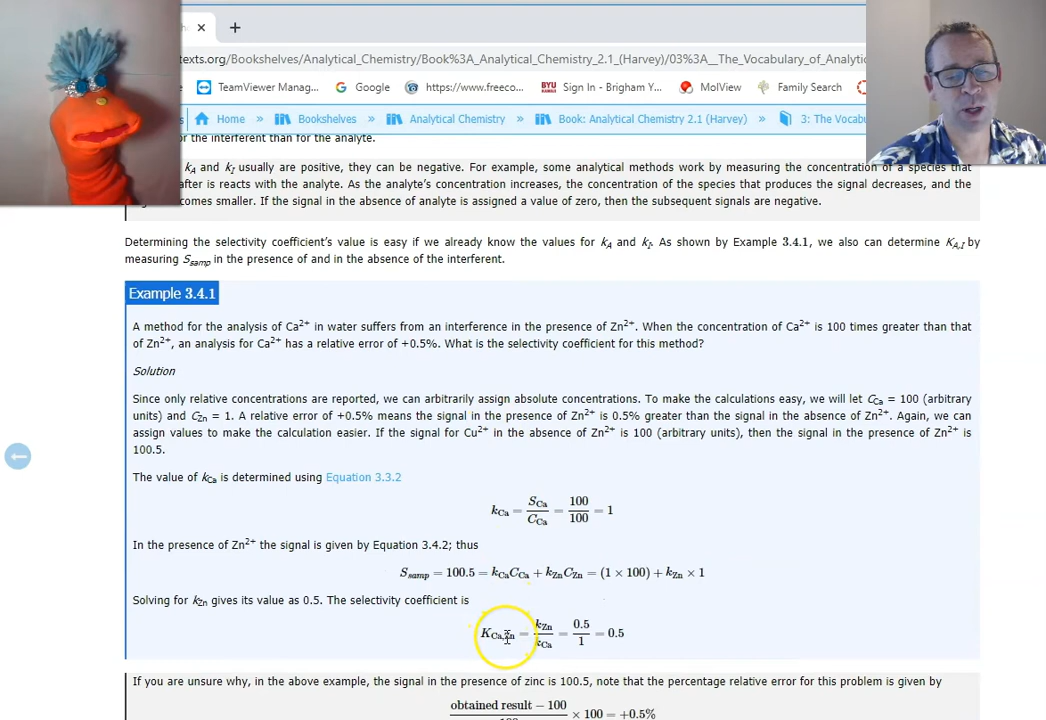 texts.org/Bookshelves/Analytical_Chemistry/Book%3A_Analytical_Chemistry_2.1_(Harvey)/03%3A__The_Vocabulary_of_Analytic
TeamViewer Manag... Google https://www.freeco... BYU Sign In - Brigham Y... MolView Family Search
Home Bookshelves » Analytical Chemistry » Book: Analytical Chemistry 2.1 (Harvey) » 3: The Vocabu
or the interferent than for the analyte.
kA and kI usually are positive, they can be negative. For example, some analytical methods work by measuring the concentration of a species that
after is reacts with the analyte. As the analyte's concentration increases, the concentration of the species that produces the signal decreases, and the
comes smaller. If the signal in the absence of analyte is assigned a value of zero, then the subsequent signals are negative.
Determining the selectivity coefficient's value is easy if we already know the values for kA and kI. As shown by Example 3.4.1, we also can determine KA,I by
measuring Ssamp in the presence of and in the absence of the interferent.
Example 3.4.1
A method for the analysis of Ca2+ in water suffers from an interference in the presence of Zn2+. When the concentration of Ca2+ is 100 times greater than that
of Zn2+, an analysis for Ca2+ has a relative error of +0.5%. What is the selectivity coefficient for this method?
Solution
Since only relative concentrations are reported, we can arbitrarily assign absolute concentrations. To make the calculations easy, we will let CCa = 100 (arbitrary
units) and CZn = 1. A relative error of +0.5% means the signal in the presence of Zn2+ is 0.5% greater than the signal in the absence of Zn2+. Again, we can
assign values to make the calculation easier. If the signal for Cu2+ in the absence of Zn2+ is 100 (arbitrary units), then the signal in the presence of Zn2+ is
100.5.
The value of kCa is determined using Equation 3.3.2
kCa = SCa/CCa = 100/100 = 1
In the presence of Zn2+ the signal is given by Equation 3.4.2; thus
Ssamp = 100.5 = kCaCCa + kZnCZn = (1 × 100) + kZn × 1
Solving for kZn gives its value as 0.5. The selectivity coefficient is
KCa,Zn = kZn/kCa = 0.5/1 = 0.5
If you are unsure why, in the above example, the signal in the presence of zinc is 100.5, note that the percentage relative error for this problem is given by
obtained result − 100
× 100 = +0.5%